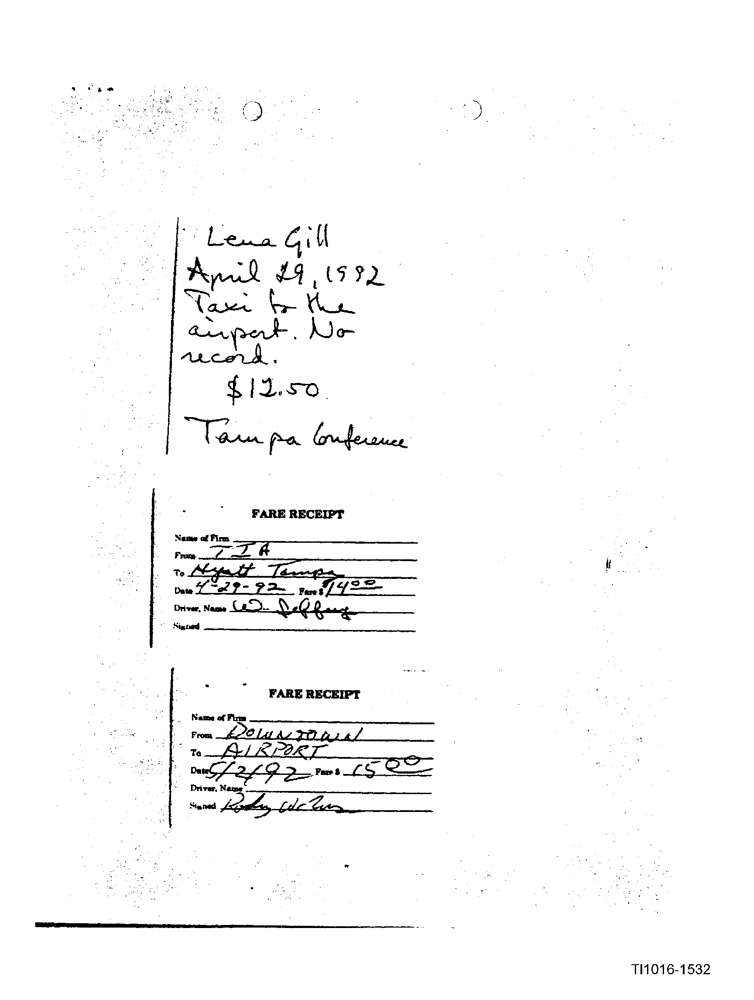 Lena Gill
April 29, 1992
Taxi to the
airport. No
record.
$12.50
Tampa Conference
FARE RECEIPT
Name of Firm
From TIA
To Hyatt Tampa
Date 4-29-92 Fare $ 14 00
Driver, Name W.
Signed
FARE RECEIPT
Name of Firm
From DOWNTOWN
To AIRPORT
Date 5/2/92 Fare $ 15 00
Driver, Name
Signed
TI1016-1532